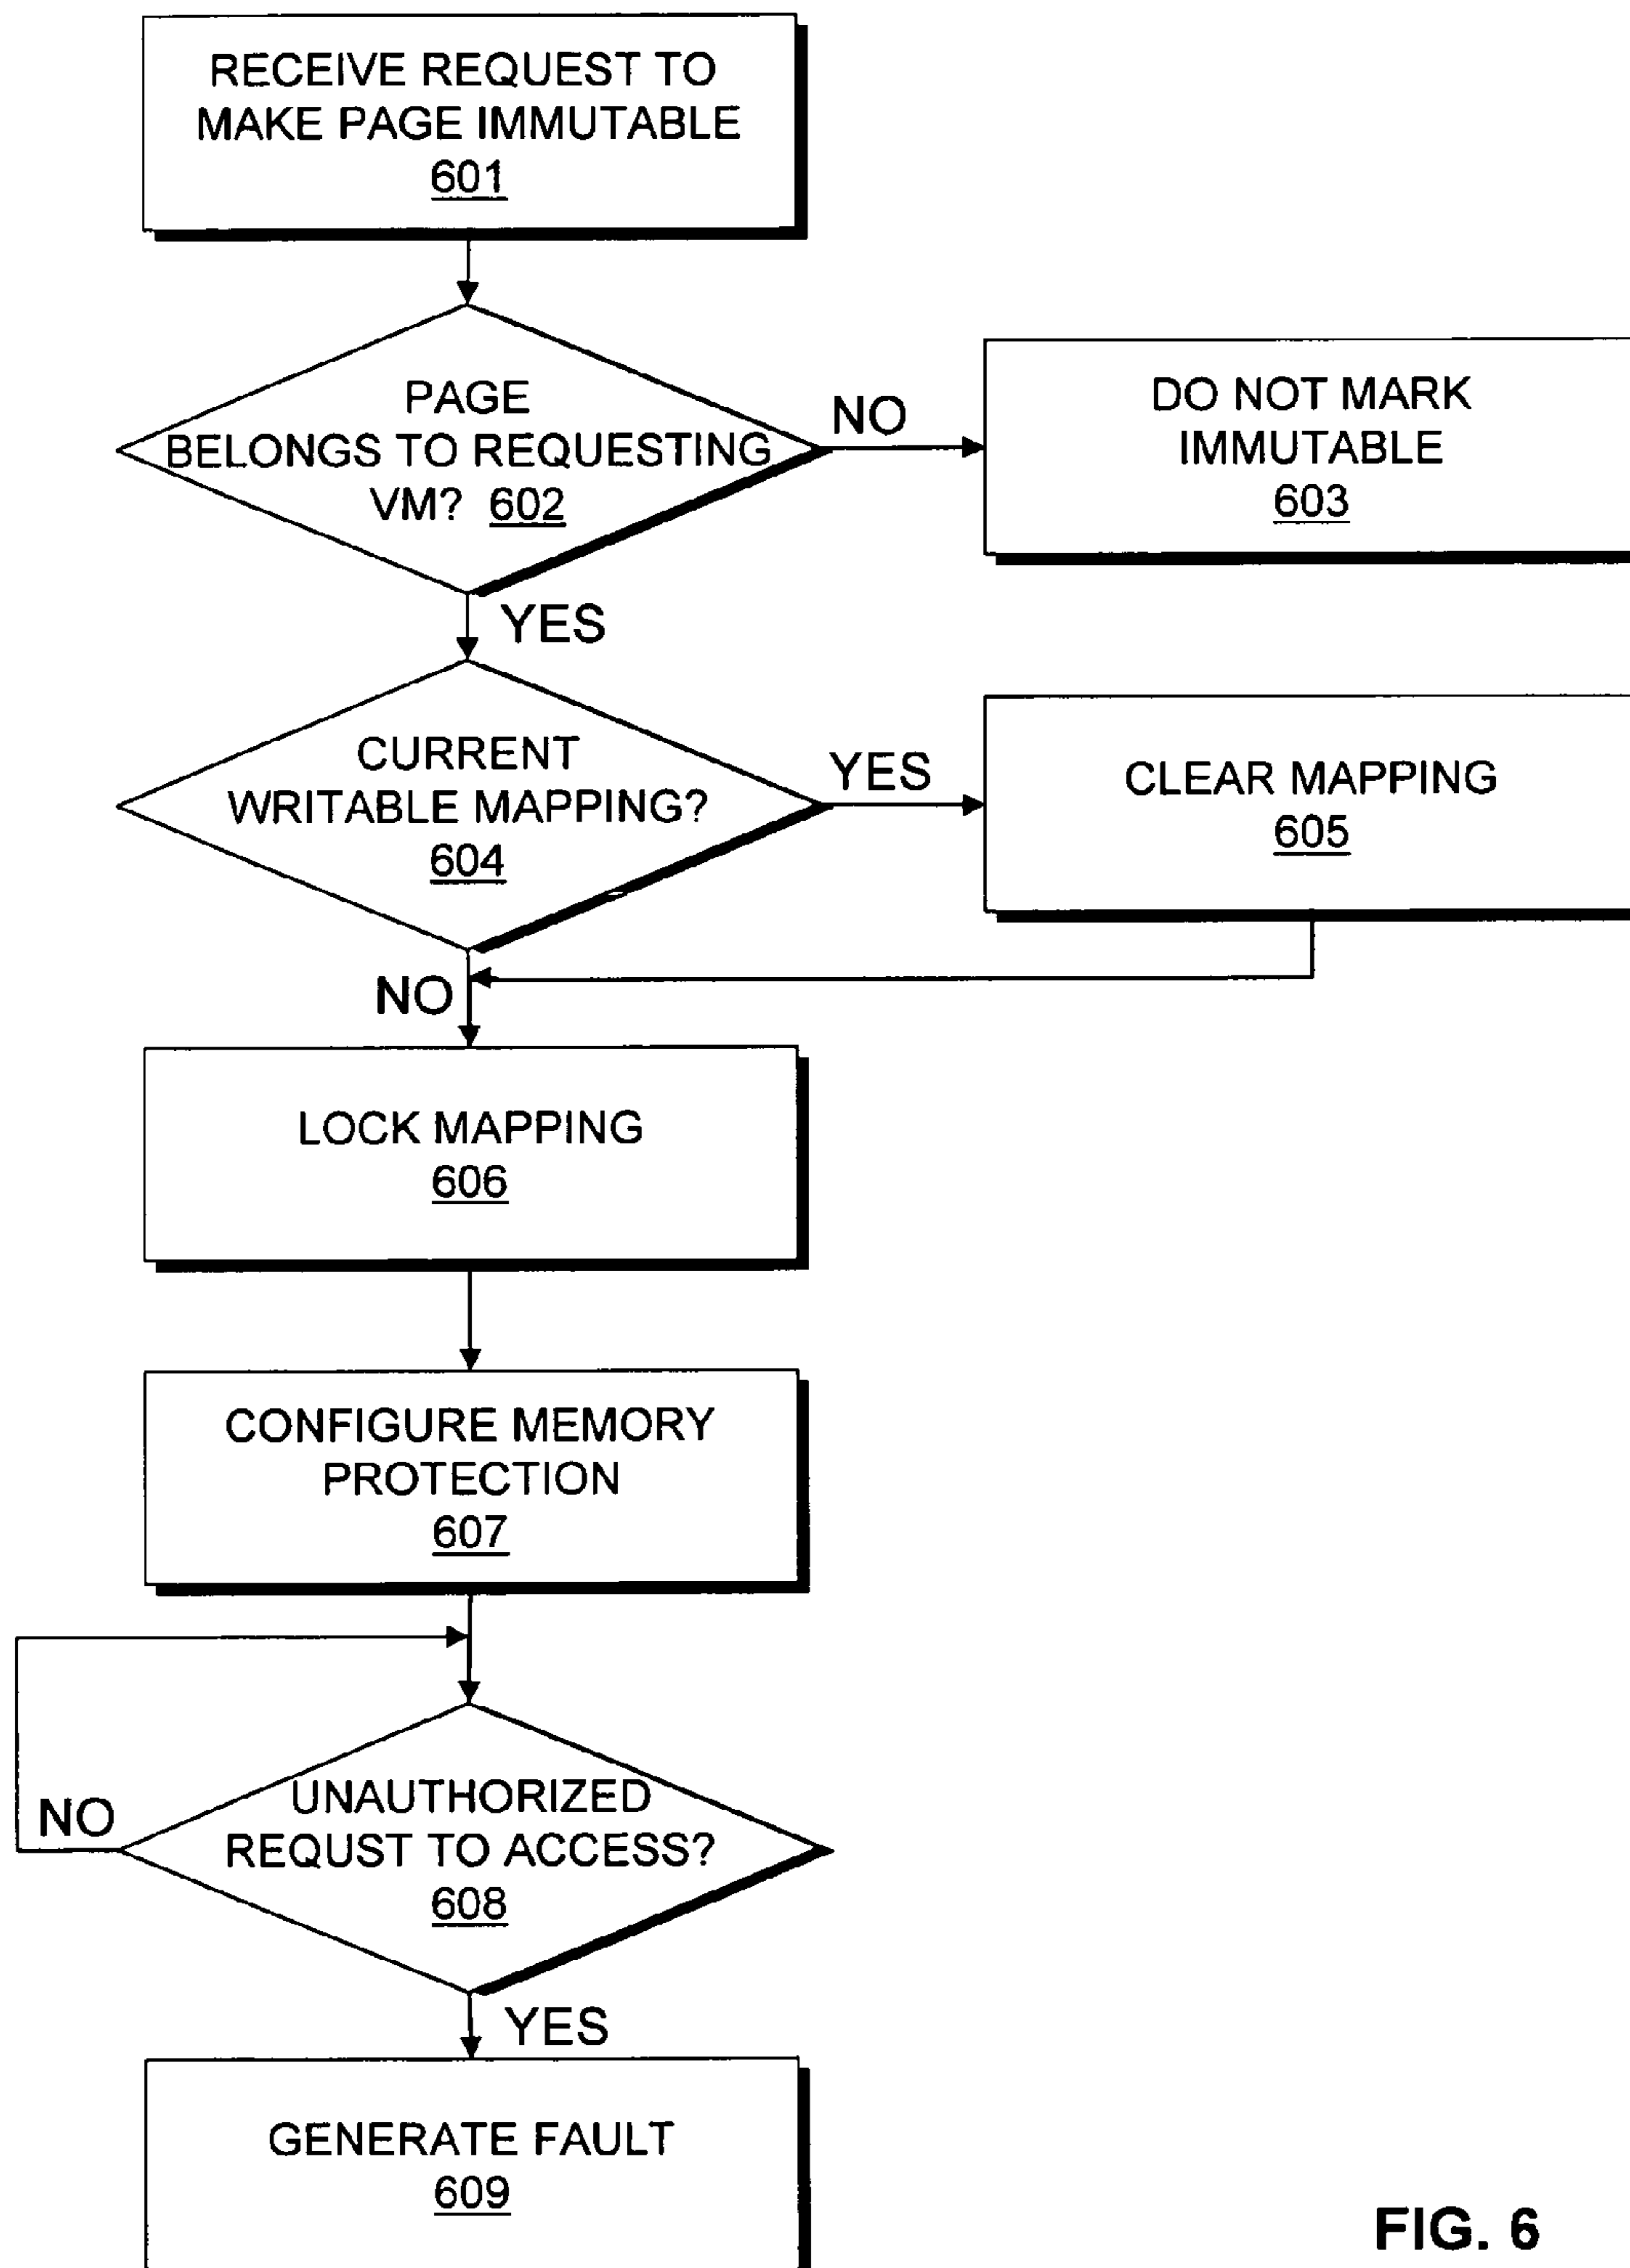 RECEIVE REQUEST TO
MAKE PAGE IMMUTABLE
601
PAGE
BELONGS TO REQUESTING
VM? 602
NO
DO NOT MARK
IMMUTABLE
603
YES
CURRENT
WRITABLE MAPPING?
604
YES
CLEAR MAPPING
605
NO
LOCK MAPPING
606
CONFIGURE MEMORY
PROTECTION
607
UNAUTHORIZED
REQUST TO ACCESS?
608
NO
YES
GENERATE FAULT
609
FIG. 6